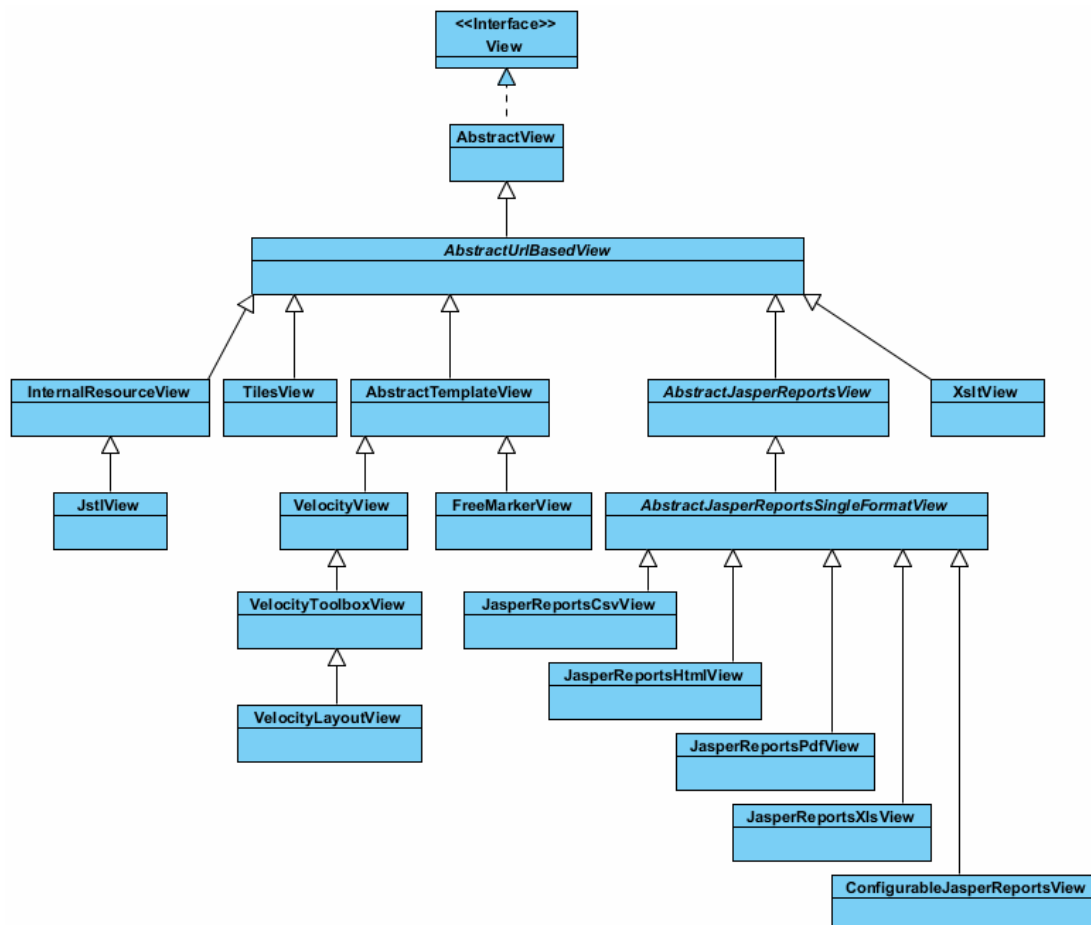 <<Interface>>
View
AbstractView
AbstractUrlBasedView
InternalResourceView
TilesView
AbstractTemplateView
AbstractJasperReportsView
XsltView
JstlView
VelocityView
FreeMarkerView
AbstractJasperReportsSingleFormatView
VelocityToolboxView
JasperReportsCsvView
JasperReportsHtmlView
VelocityLayoutView
JasperReportsPdfView
JasperReportsXlsView
ConfigurableJasperReportsView